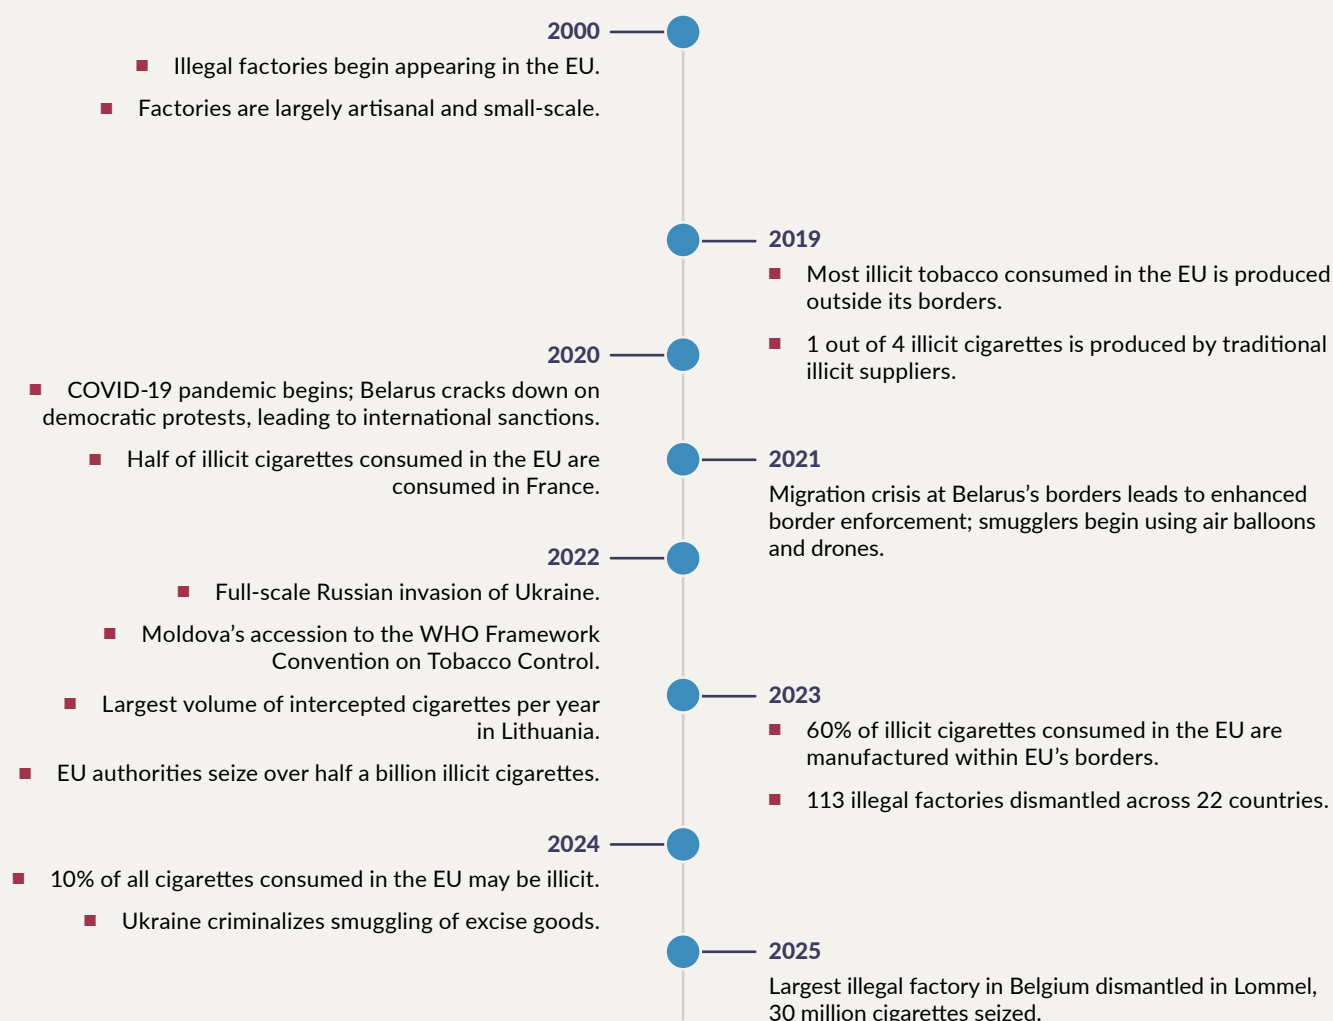 2000
Illegal factories begin appearing in the EU.
Factories are largely artisanal and small-scale.
2019
Most illicit tobacco consumed in the EU is produced
outside its borders.
1 out of 4 illicit cigarettes is produced by traditional
illicit suppliers.
2020
COVID-19 pandemic begins; Belarus cracks down on
democratic protests, leading to international sanctions.
Half of illicit cigarettes consumed in the EU are
consumed in France.
2021
Migration crisis at Belarus’s borders leads to enhanced
border enforcement; smugglers begin using air balloons
and drones.
2022
Full-scale Russian invasion of Ukraine.
Moldova’s accession to the WHO Framework
Convention on Tobacco Control.
Largest volume of intercepted cigarettes per year
in Lithuania.
EU authorities seize over half a billion illicit cigarettes.
2023
60% of illicit cigarettes consumed in the EU are
manufactured within EU’s borders.
113 illegal factories dismantled across 22 countries.
2024
10% of all cigarettes consumed in the EU may be illicit.
Ukraine criminalizes smuggling of excise goods.
2025
Largest illegal factory in Belgium dismantled in Lommel,
30 million cigarettes seized.